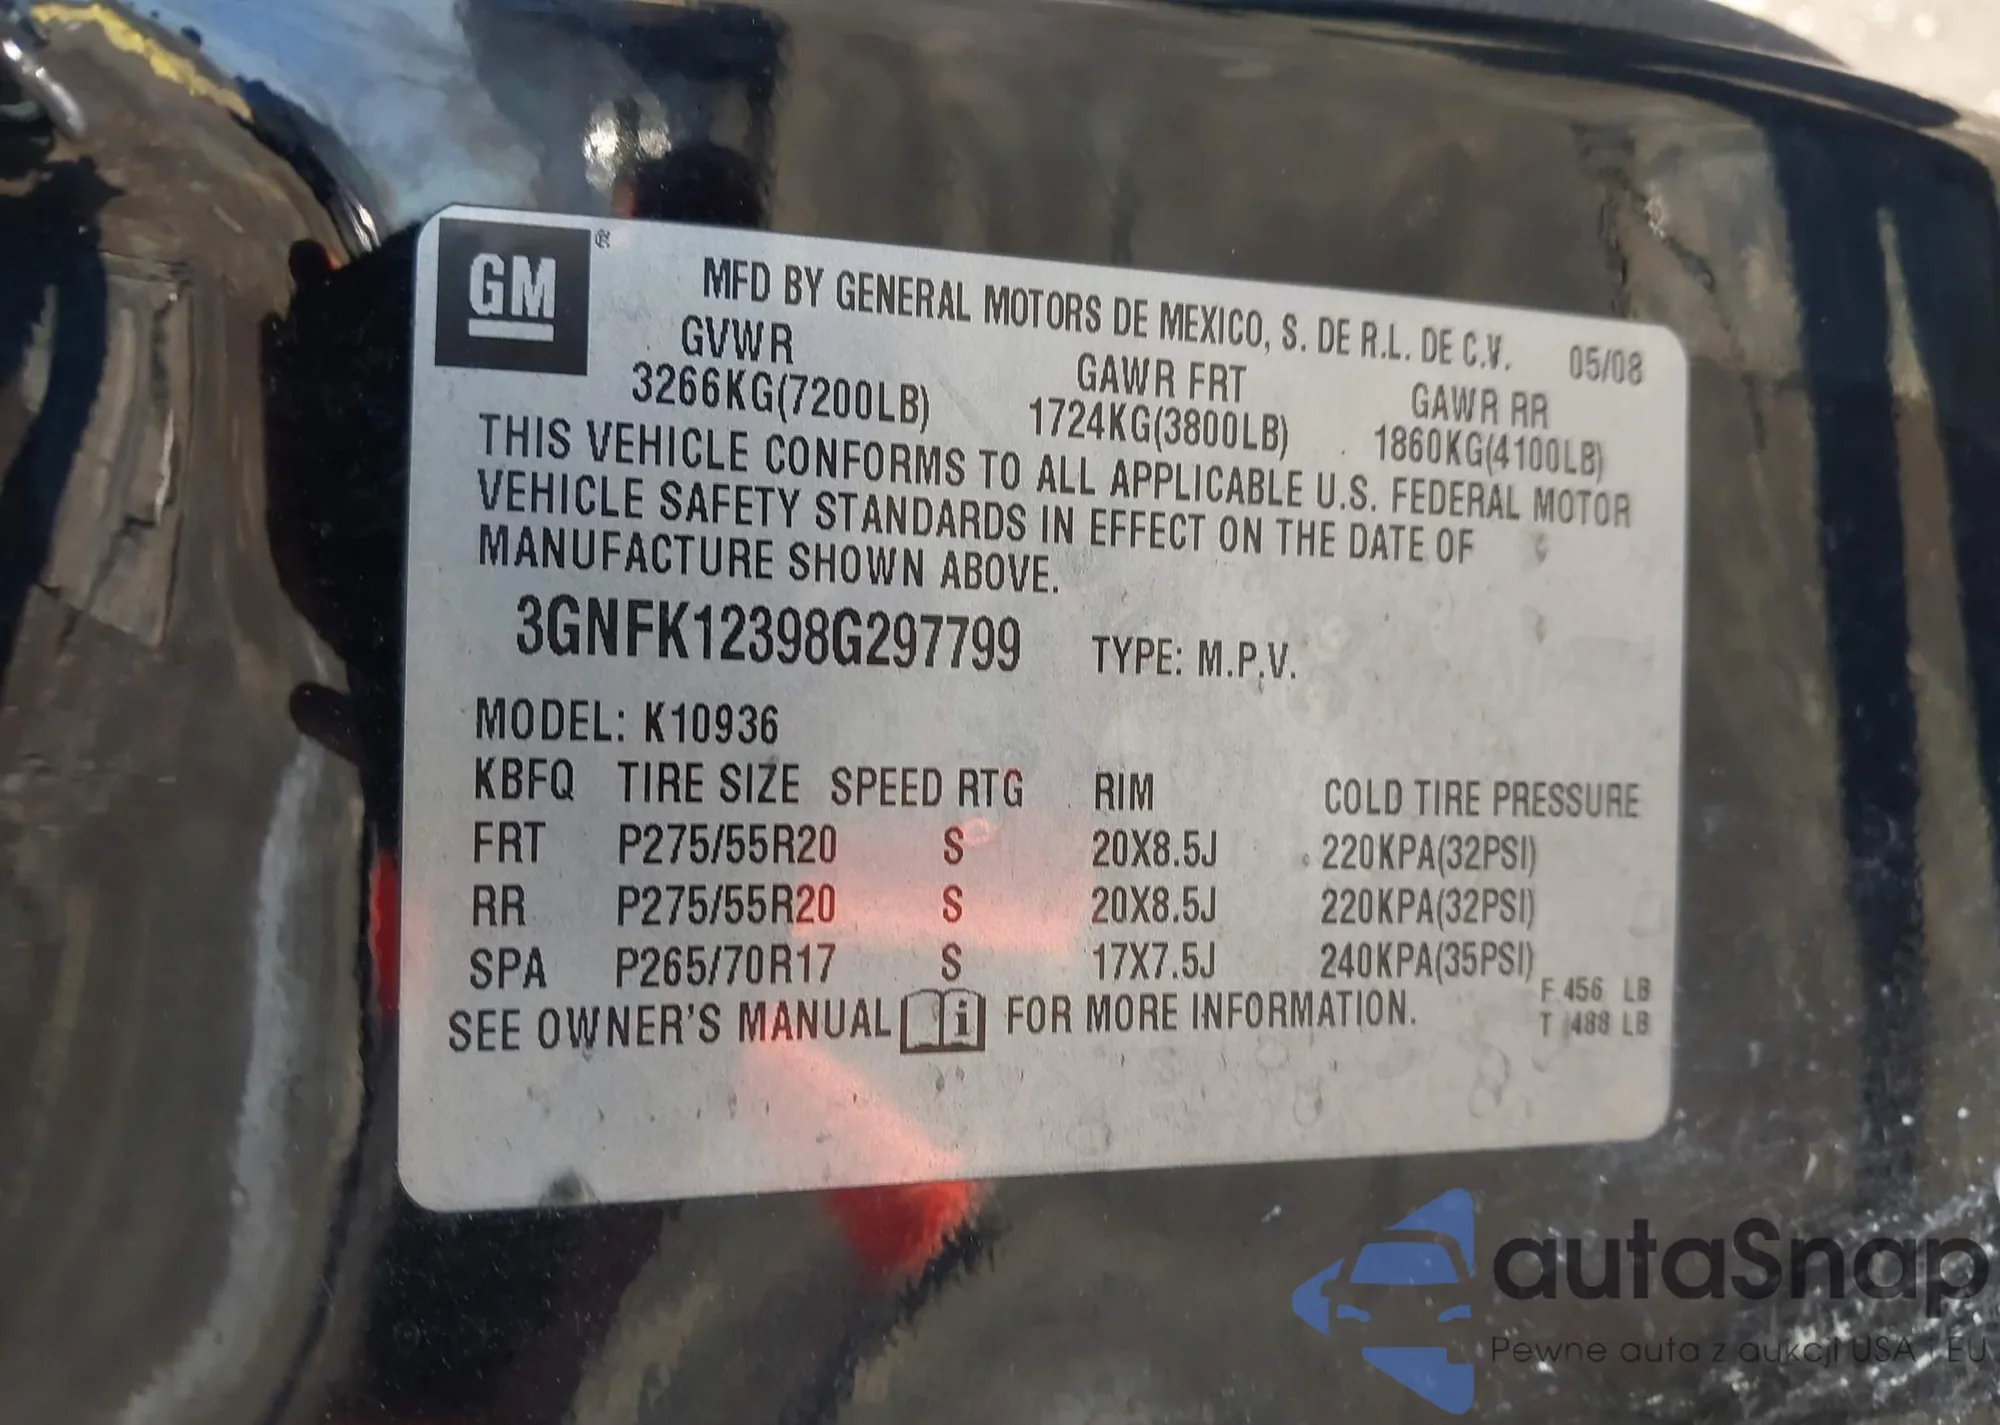 GM ®
MFD BY GENERAL MOTORS DE MEXICO, S. DE R.L. DE C.V. 05/08
GVWR GAWR FRT GAWR RR
3266KG(7200LB) 1724KG(3800LB) 1860KG(4100LB)
THIS VEHICLE CONFORMS TO ALL APPLICABLE U.S. FEDERAL MOTOR
VEHICLE SAFETY STANDARDS IN EFFECT ON THE DATE OF
MANUFACTURE SHOWN ABOVE.
3GNFK12398G297799 TYPE: M.P.V.
MODEL: K10936
KBFQ TIRE SIZE SPEED RTG RIM COLD TIRE PRESSURE
FRT P275/55R20 S 20X8.5J 220KPA(32PSI)
RR P275/55R20 S 20X8.5J 220KPA(32PSI)
SPA P265/70R17 S 17X7.5J 240KPA(35PSI)
SEE OWNER'S MANUAL i FOR MORE INFORMATION.
F 456 LB
T 488 LB
autaSnap
Pewne auta z aukcji USA i EU